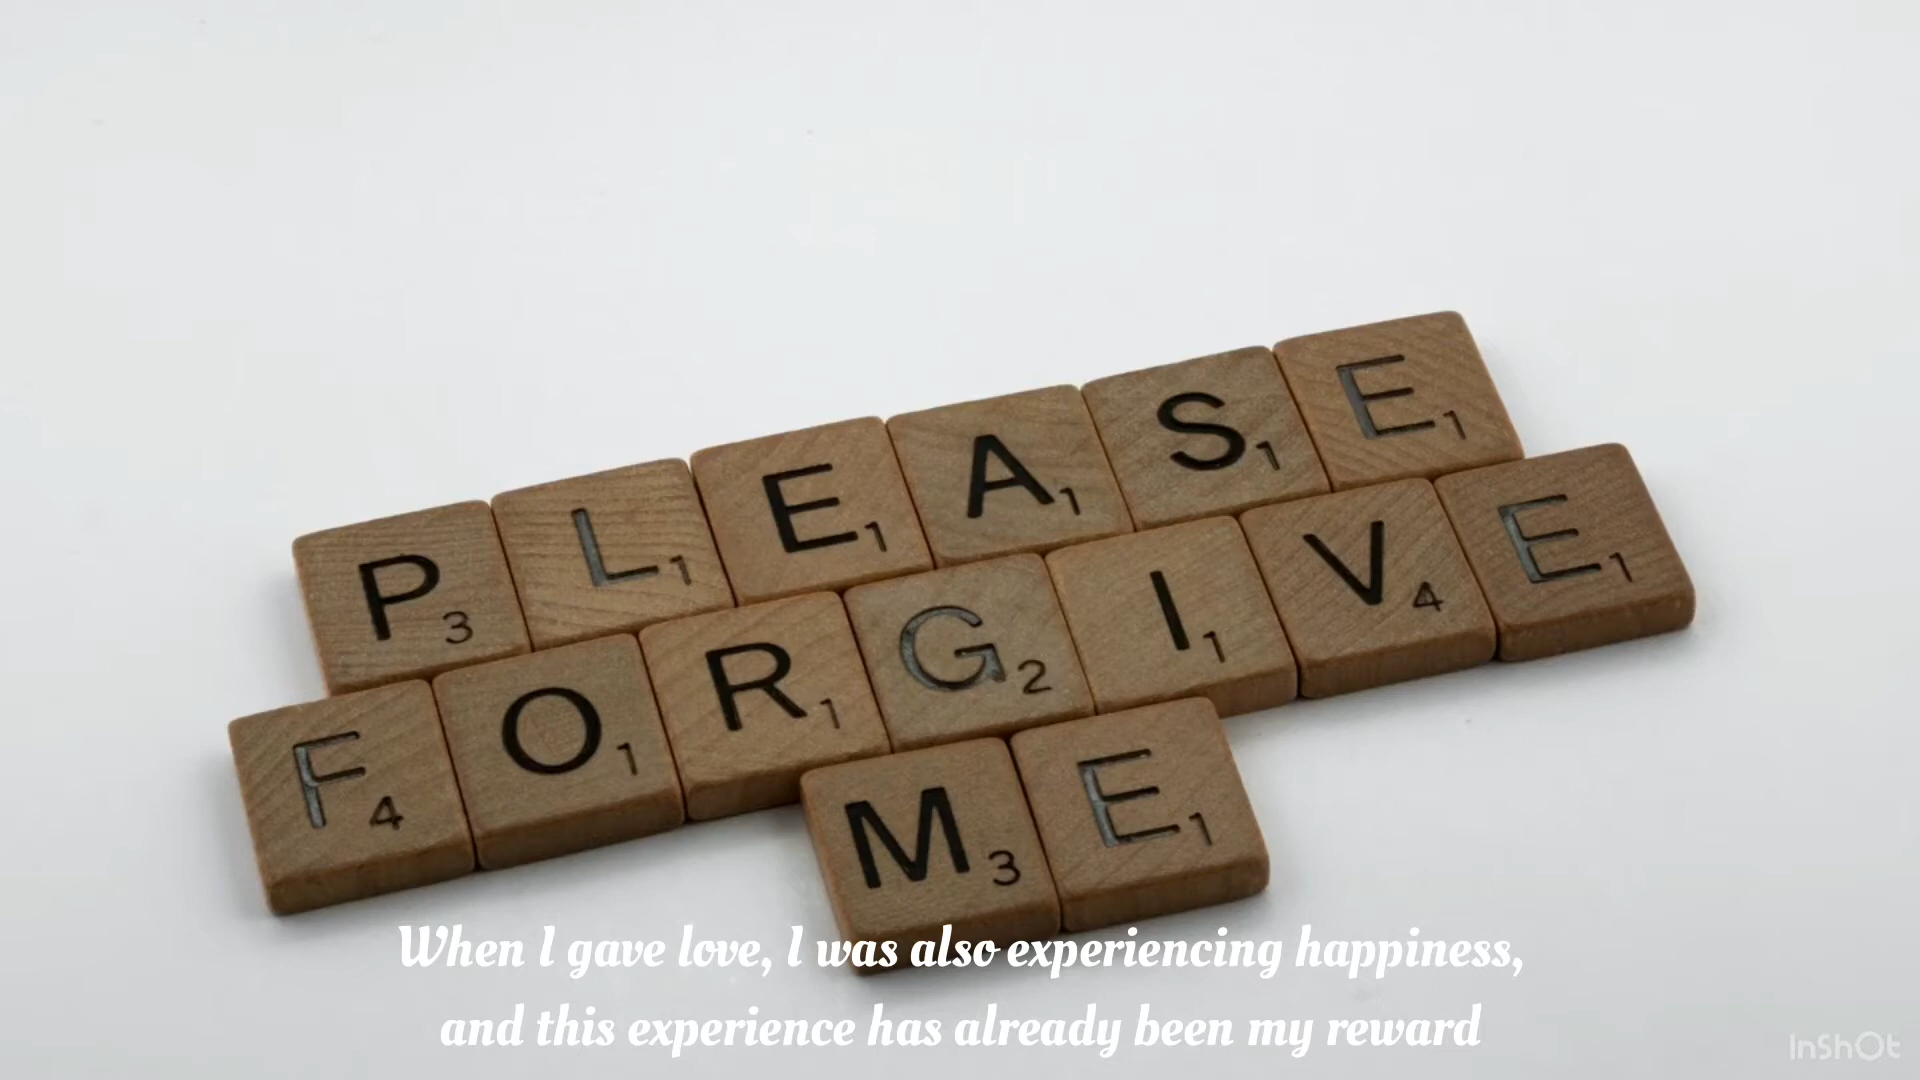 PLEASE
FORGIVE
ME
When I gave love, I was also experiencing happiness,
and this experience has already been my reward
InShOt